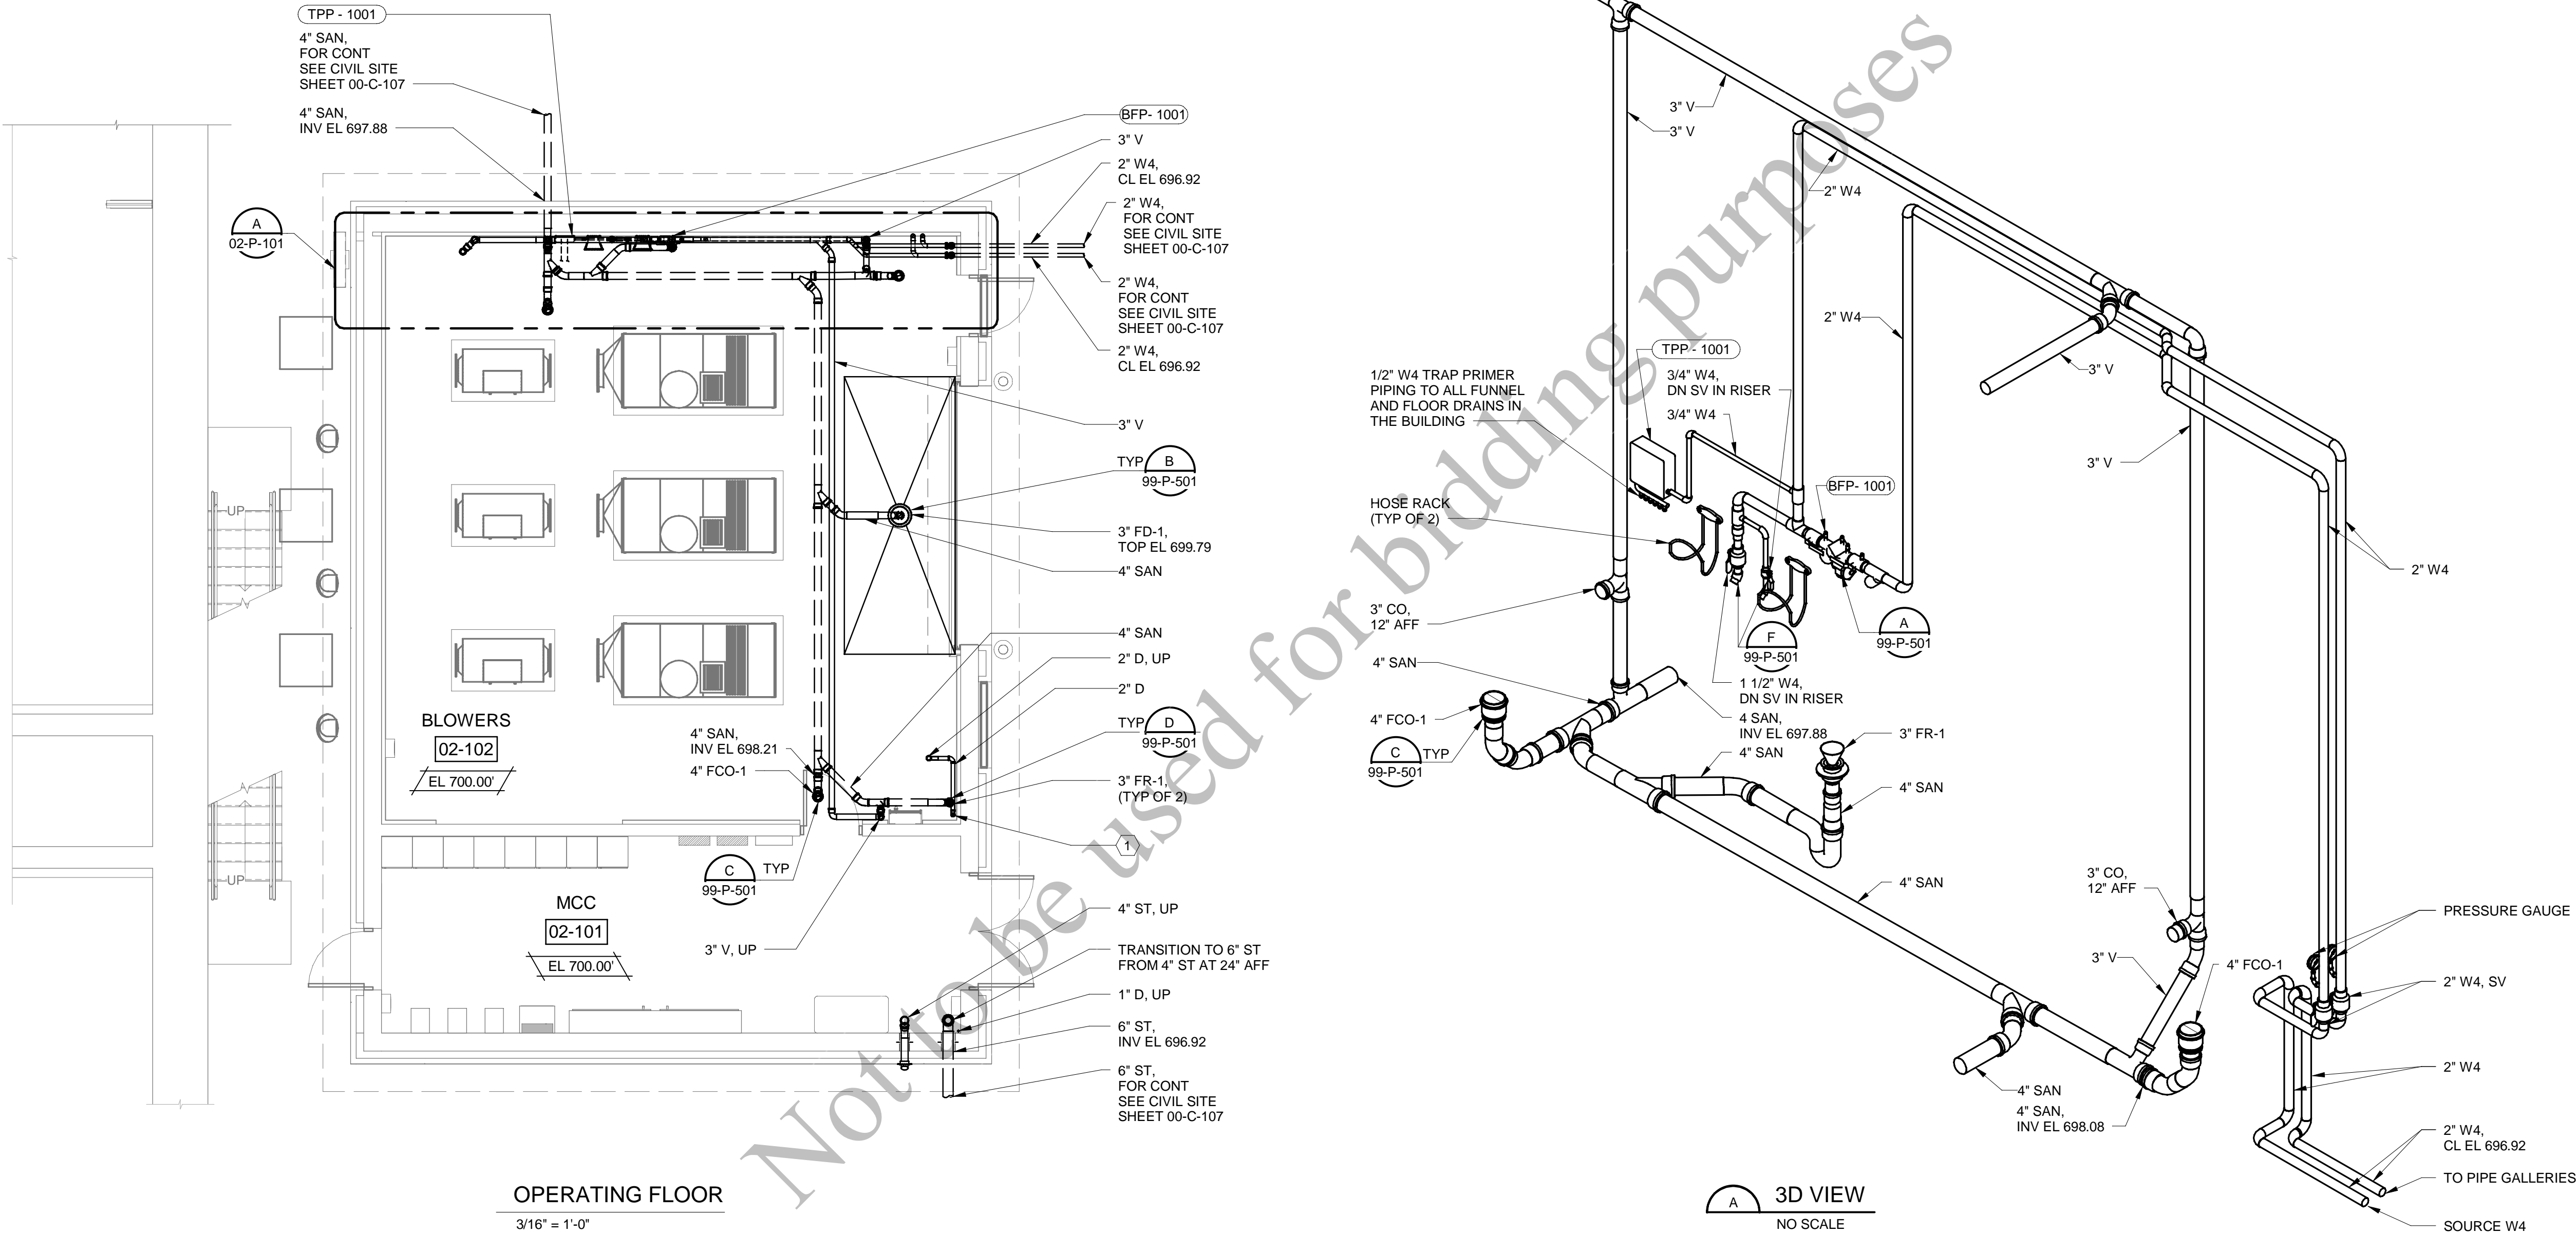 TPP - 1001
4" SAN,
FOR CONT
SEE CIVIL SITE
SHEET 00-C-107
4" SAN,
INV EL 697.88
A
02-P-101
BFP- 1001
3" V
2" W4,
CL EL 696.92
2" W4,
FOR CONT
SEE CIVIL SITE
SHEET 00-C-107
2" W4,
FOR CONT
SEE CIVIL SITE
SHEET 00-C-107
2" W4,
CL EL 696.92
3" V
TYP
B
99-P-501
3" FD-1,
TOP EL 699.79
4" SAN
4" SAN
2" D, UP
2" D
TYP
D
99-P-501
3" FR-1,
(TYP OF 2)
1
UP
UP
BLOWERS
02-102
EL 700.00'
4" SAN,
INV EL 698.21
4" FCO-1
C
TYP
99-P-501
MCC
02-101
EL 700.00'
3" V, UP
4" ST, UP
TRANSITION TO 6" ST
FROM 4" ST AT 24" AFF
1" D, UP
6" ST,
INV EL 696.92
6" ST,
FOR CONT
SEE CIVIL SITE
SHEET 00-C-107
OPERATING FLOOR
3/16" = 1'-0"
Not to be used for bidding purposes
3" V
3" V
2" W4
2" W4
3" V
3" V
TPP - 1001
1/2" W4 TRAP PRIMER
PIPING TO ALL FUNNEL
AND FLOOR DRAINS IN
THE BUILDING
3/4" W4,
DN SV IN RISER
3/4" W4
BFP- 1001
HOSE RACK
(TYP OF 2)
2" W4
3" CO,
12" AFF
F
99-P-501
A
99-P-501
4" SAN
1 1/2" W4,
DN SV IN RISER
4 SAN,
INV EL 697.88
4" FCO-1
C
TYP
99-P-501
4" SAN
3" FR-1
4" SAN
4" SAN
3" CO,
12" AFF
PRESSURE GAUGE
3" V
4" FCO-1
2" W4, SV
2" W4
4" SAN
4" SAN,
INV EL 698.08
2" W4,
CL EL 696.92
TO PIPE GALLERIES
SOURCE W4
A
3D VIEW
NO SCALE